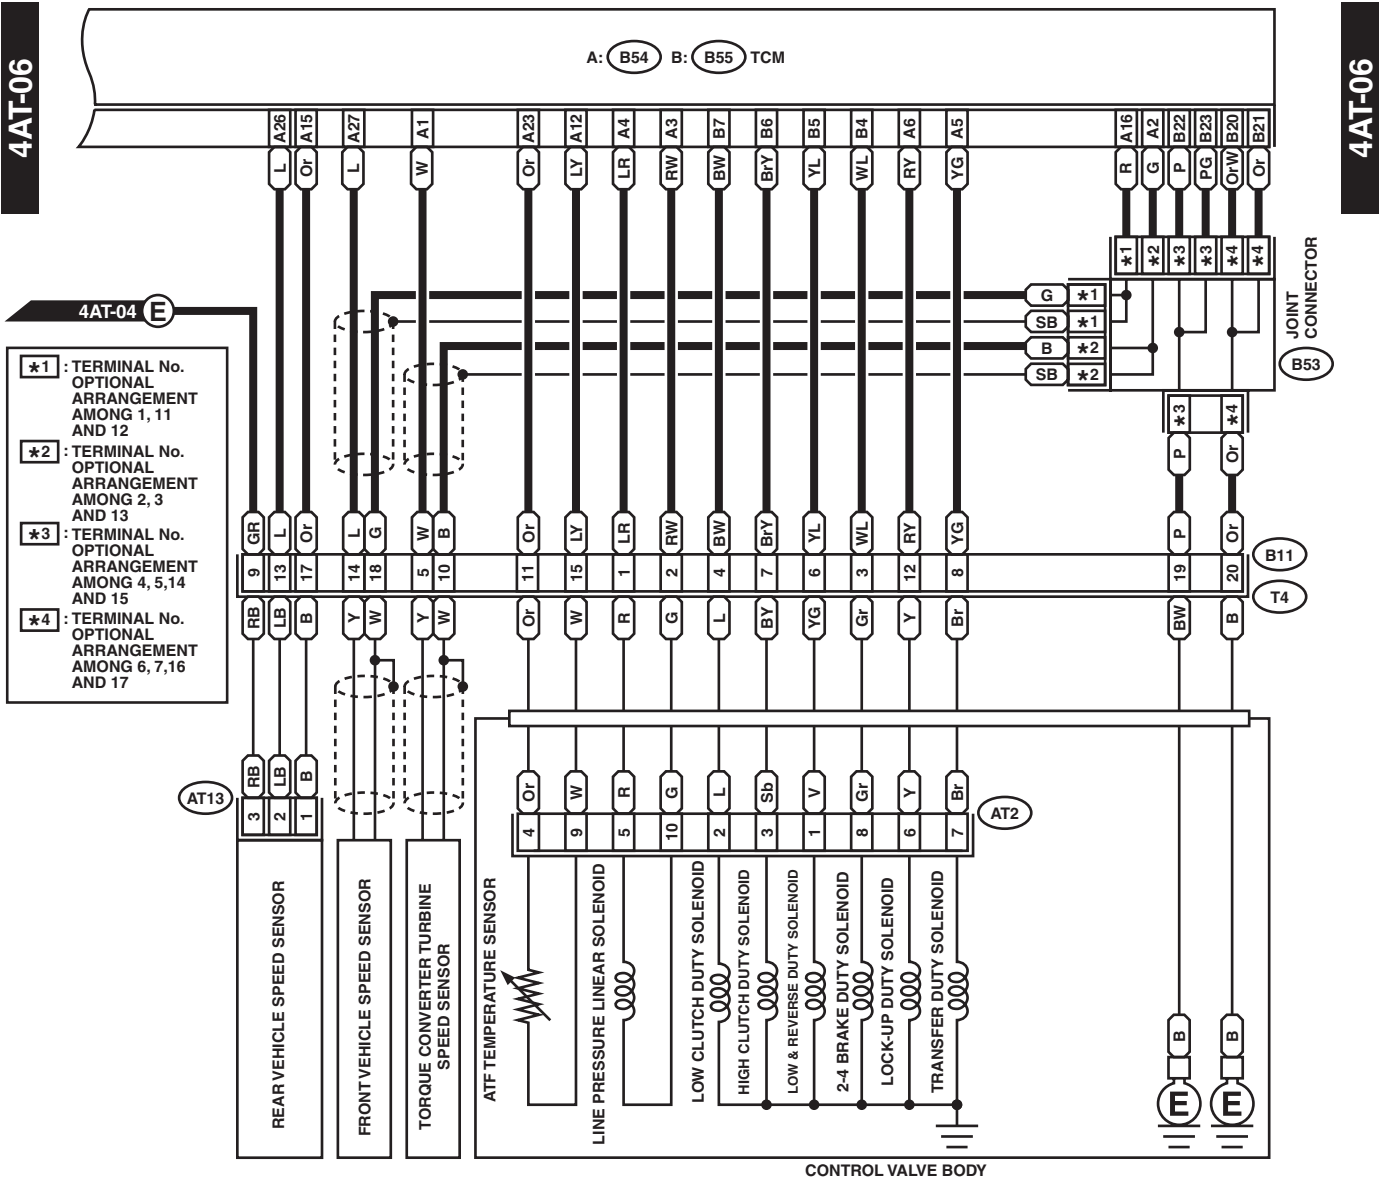 4AT-06
4AT-06
A: B54 B: B55 TCM
A26 A15 A27 A1 A23 A12 A4 A3 B7 B6 B5 B4 A6 A5 A16 A2 B22 B23 B20 B21
L Or L W Or LY LR RW BW BrY YL WL RY YG R G P PG OrW Or
*1 *2 *3 *3 *4 *4
JOINT
CONNECTOR
B53
G *1
SB *1
B *2
SB *2
*3 *4
P Or
4AT-04 E
*1 : TERMINAL No.
OPTIONAL
ARRANGEMENT
AMONG 1, 11
AND 12
*2 : TERMINAL No.
OPTIONAL
ARRANGEMENT
AMONG 2, 3
AND 13
*3 : TERMINAL No.
OPTIONAL
ARRANGEMENT
AMONG 4, 5,14
AND 15
*4 : TERMINAL No.
OPTIONAL
ARRANGEMENT
AMONG 6, 7,16
AND 17
GR L Or L G W B Or LY LR RW BW BrY YL WL RY YG P Or
9 13 17 14 18 5 10 11 15 1 2 4 7 6 3 12 8 19 20
B11
T4
RB LB B Y W Y W Or W R G L BY YG Gr Y Br BW B
RB LB B
AT13
3 2 1
Or W R G L Sb V Gr Y Br
4 9 5 10 2 3 1 8 6 7
AT2
REAR VEHICLE SPEED SENSOR
FRONT VEHICLE SPEED SENSOR
TORQUE CONVERTER TURBINE
SPEED SENSOR
ATF TEMPERATURE SENSOR
LINE PRESSURE LINEAR SOLENOID
LOW CLUTCH DUTY SOLENOID
HIGH CLUTCH DUTY SOLENOID
LOW & REVERSE DUTY SOLENOID
2-4 BRAKE DUTY SOLENOID
LOCK-UP DUTY SOLENOID
TRANSFER DUTY SOLENOID
B B
E E
CONTROL VALVE BODY